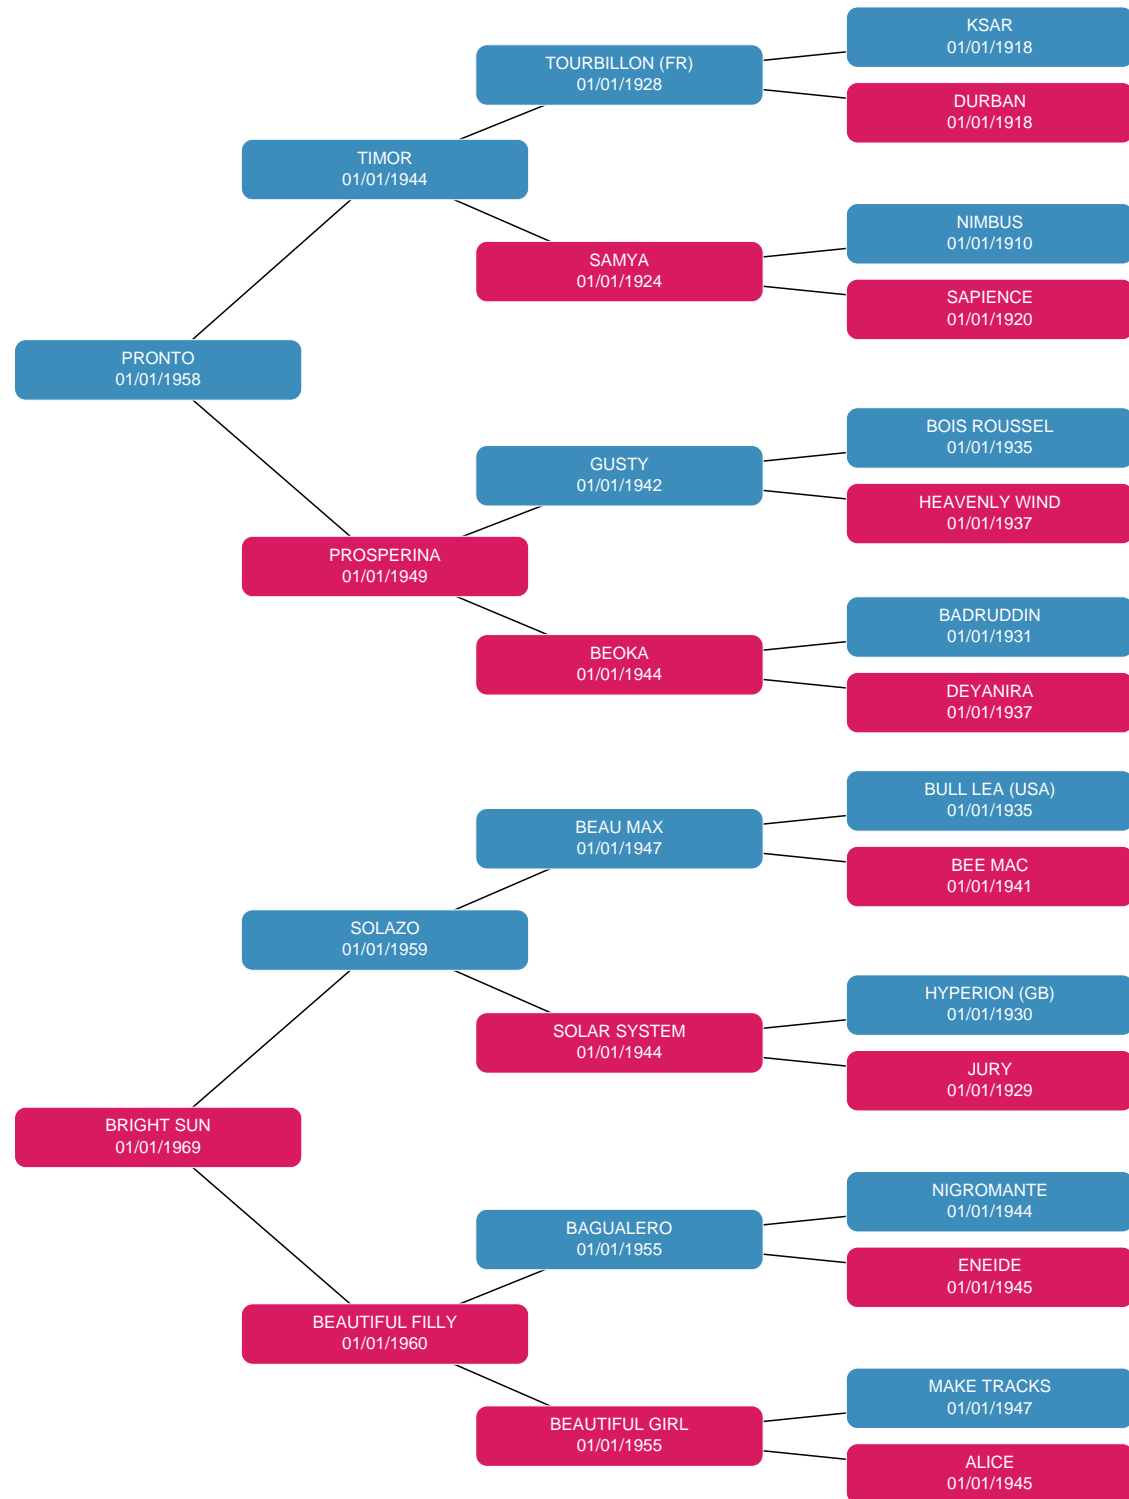 KSAR
01/01/1918
TOURBILLON (FR)
01/01/1928
DURBAN
01/01/1918
TIMOR
01/01/1944
NIMBUS
01/01/1910
SAMYA
01/01/1924
SAPIENCE
01/01/1920
PRONTO
01/01/1958
BOIS ROUSSEL
01/01/1935
GUSTY
01/01/1942
HEAVENLY WIND
01/01/1937
PROSPERINA
01/01/1949
BADRUDDIN
01/01/1931
BEOKA
01/01/1944
DEYANIRA
01/01/1937
BULL LEA (USA)
01/01/1935
BEAU MAX
01/01/1947
BEE MAC
01/01/1941
SOLAZO
01/01/1959
HYPERION (GB)
01/01/1930
SOLAR SYSTEM
01/01/1944
JURY
01/01/1929
BRIGHT SUN
01/01/1969
NIGROMANTE
01/01/1944
BAGUALERO
01/01/1955
ENEIDE
01/01/1945
BEAUTIFUL FILLY
01/01/1960
MAKE TRACKS
01/01/1947
BEAUTIFUL GIRL
01/01/1955
ALICE
01/01/1945